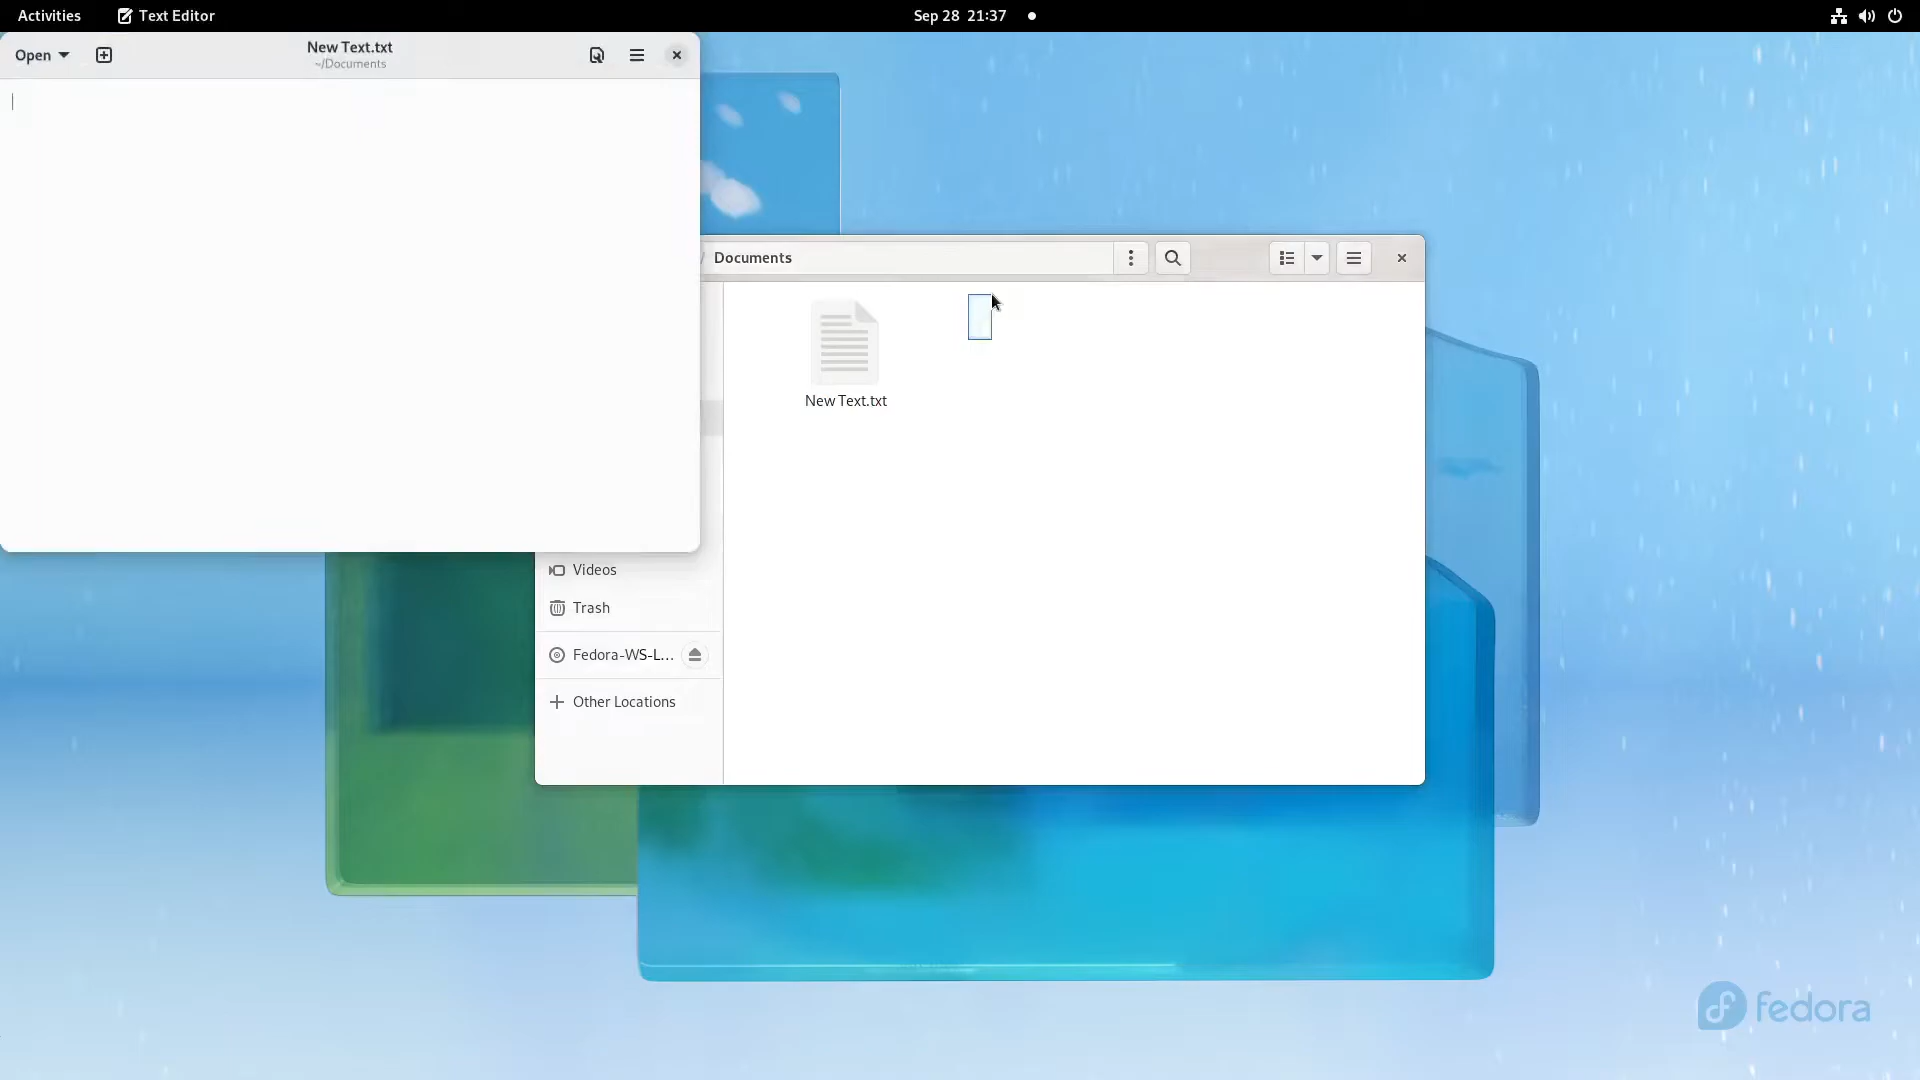 Activities
Text Editor
Sep 28 21:37
Open
New Text.txt
~/Documents
/ Documents
New Text.txt
Videos
Trash
Fedora-WS-L...
Other Locations
fedora